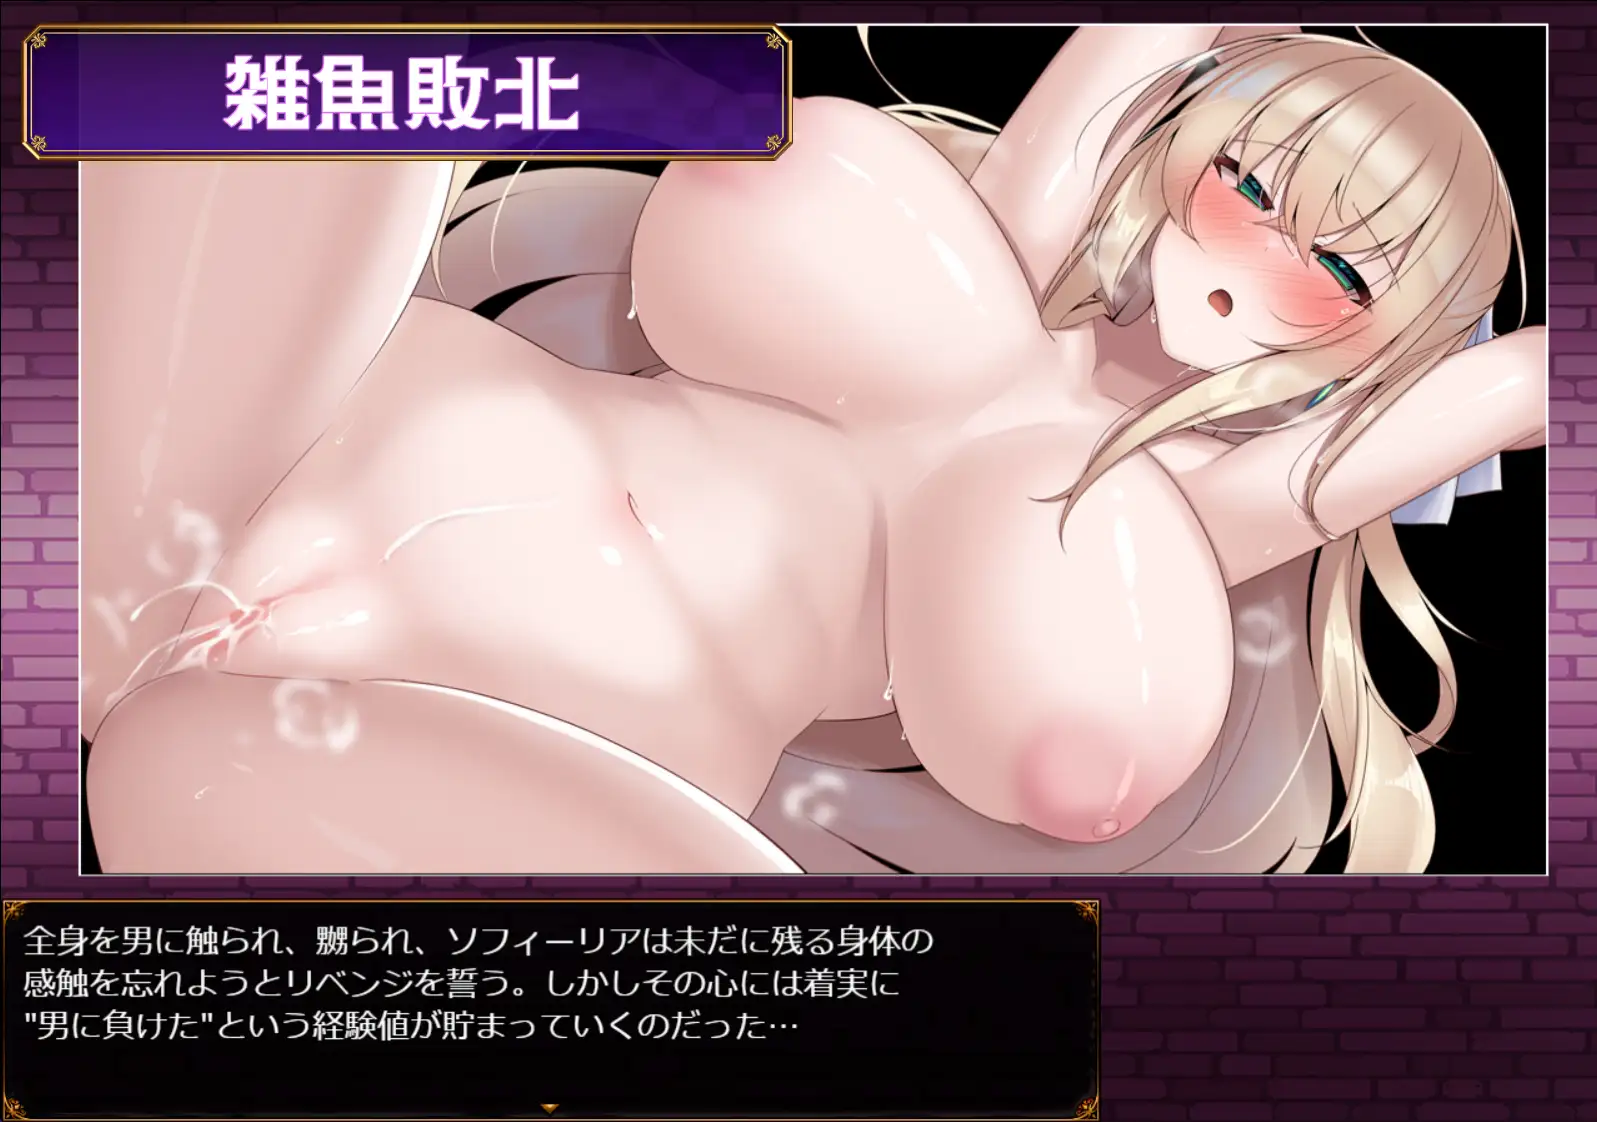 雑魚敗北
全身を男に触られ、嬲られ、ソフィーリアは未だに残る身体の
感触を忘れようとリベンジを誓う。しかしその心には着実に
"男に負けた"という経験値が貯まっていくのだった…